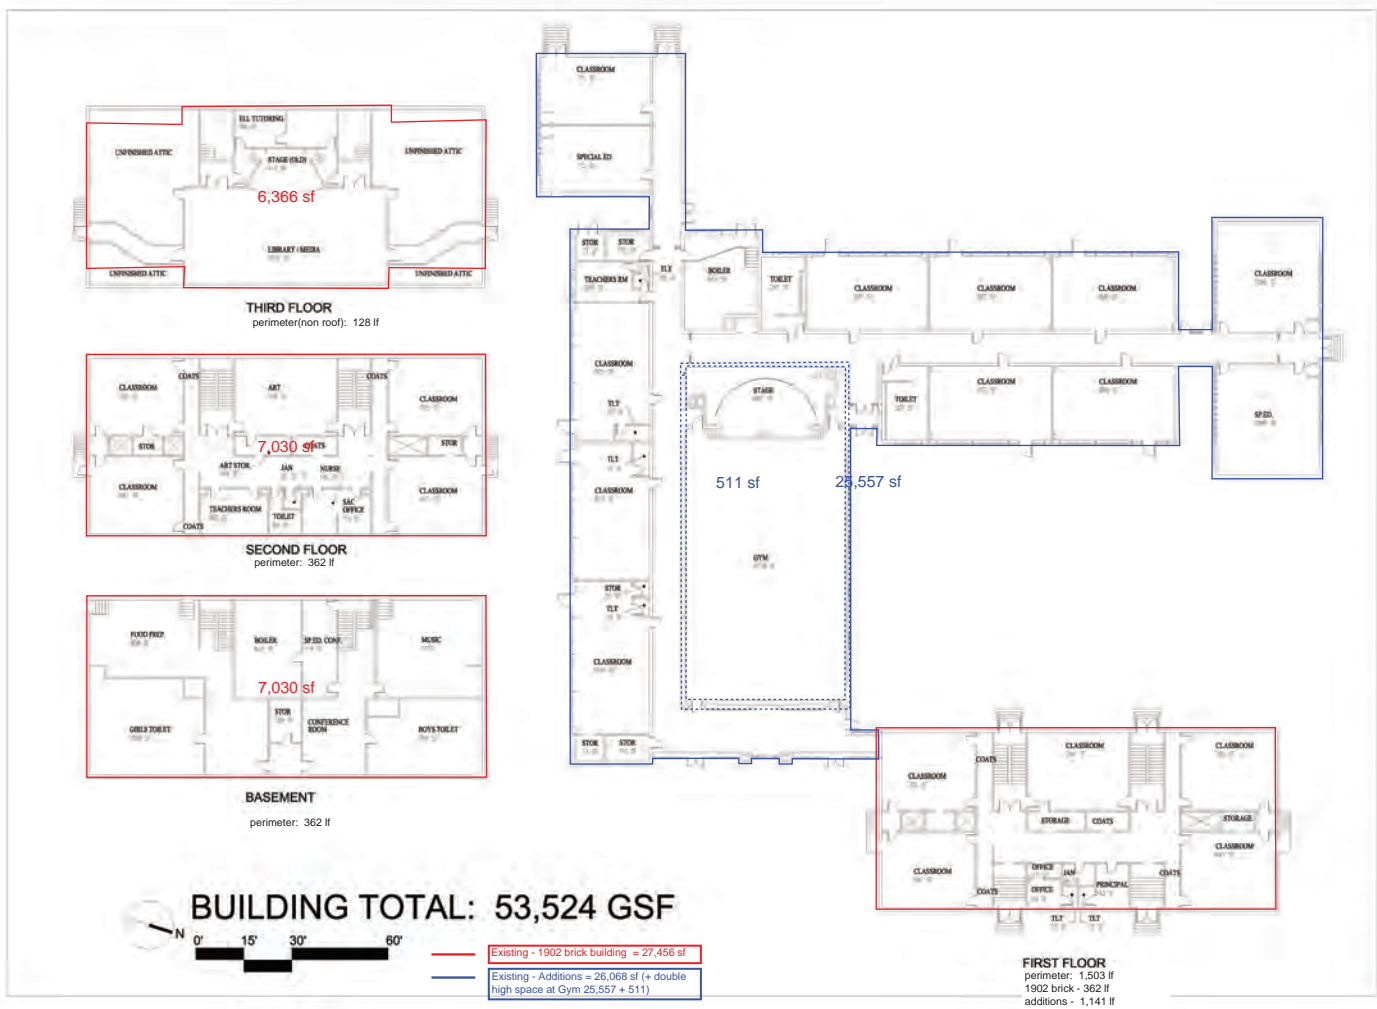 ELL TUTORING
UNFINISHED ATTIC
STAGE (OLD)
UNFINISHED ATTIC
6,366 sf
LIBRARY / MEDIA
UNFINISHED ATTIC
UNFINISHED ATTIC
THIRD FLOOR
perimeter(non roof): 128 lf
COATS
ART
COATS
CLASSROOM
CLASSROOM
STOR
7,030 sf
COATS
STOR
ART STOR.
JAN
NURSE
CLASSROOM
CLASSROOM
TEACHERS ROOM
TOILET
SAC
OFFICE
COATS
SECOND FLOOR
perimeter: 362 lf
FOOD PREP.
BOILER
SP.ED. CONF.
MUSIC
7,030 sf
STOR
GIRLS TOILET
CONFERENCE
ROOM
BOYS TOILET
BASEMENT
perimeter: 362 lf
CLASSROOM
SPECIAL ED.
STOR
STOR
TEACHERS RM
TLT
BOILER
TOILET
CLASSROOM
CLASSROOM
CLASSROOM
CLASSROOM
CLASSROOM
TLT
STAGE
TOILET
CLASSROOM
CLASSROOM
SP.ED.
TLT
CLASSROOM
511 sf
25,557 sf
GYM
STOR
TLT
CLASSROOM
STOR
STOR
CLASSROOM
COATS
CLASSROOM
CLASSROOM
STORAGE
COATS
STORAGE
CLASSROOM
CLASSROOM
OFFICE
JAN
COATS
COATS
OFFICE
PRINCIPAL
TLT
TLT
FIRST FLOOR
perimeter: 1,503 lf
1902 brick - 362 lf
additions - 1,141 lf
BUILDING TOTAL: 53,524 GSF
N
0' 15' 30' 60'
Existing - 1902 brick building = 27,456 sf
Existing - Additions = 26,068 sf (+ double
high space at Gym 25,557 + 511)